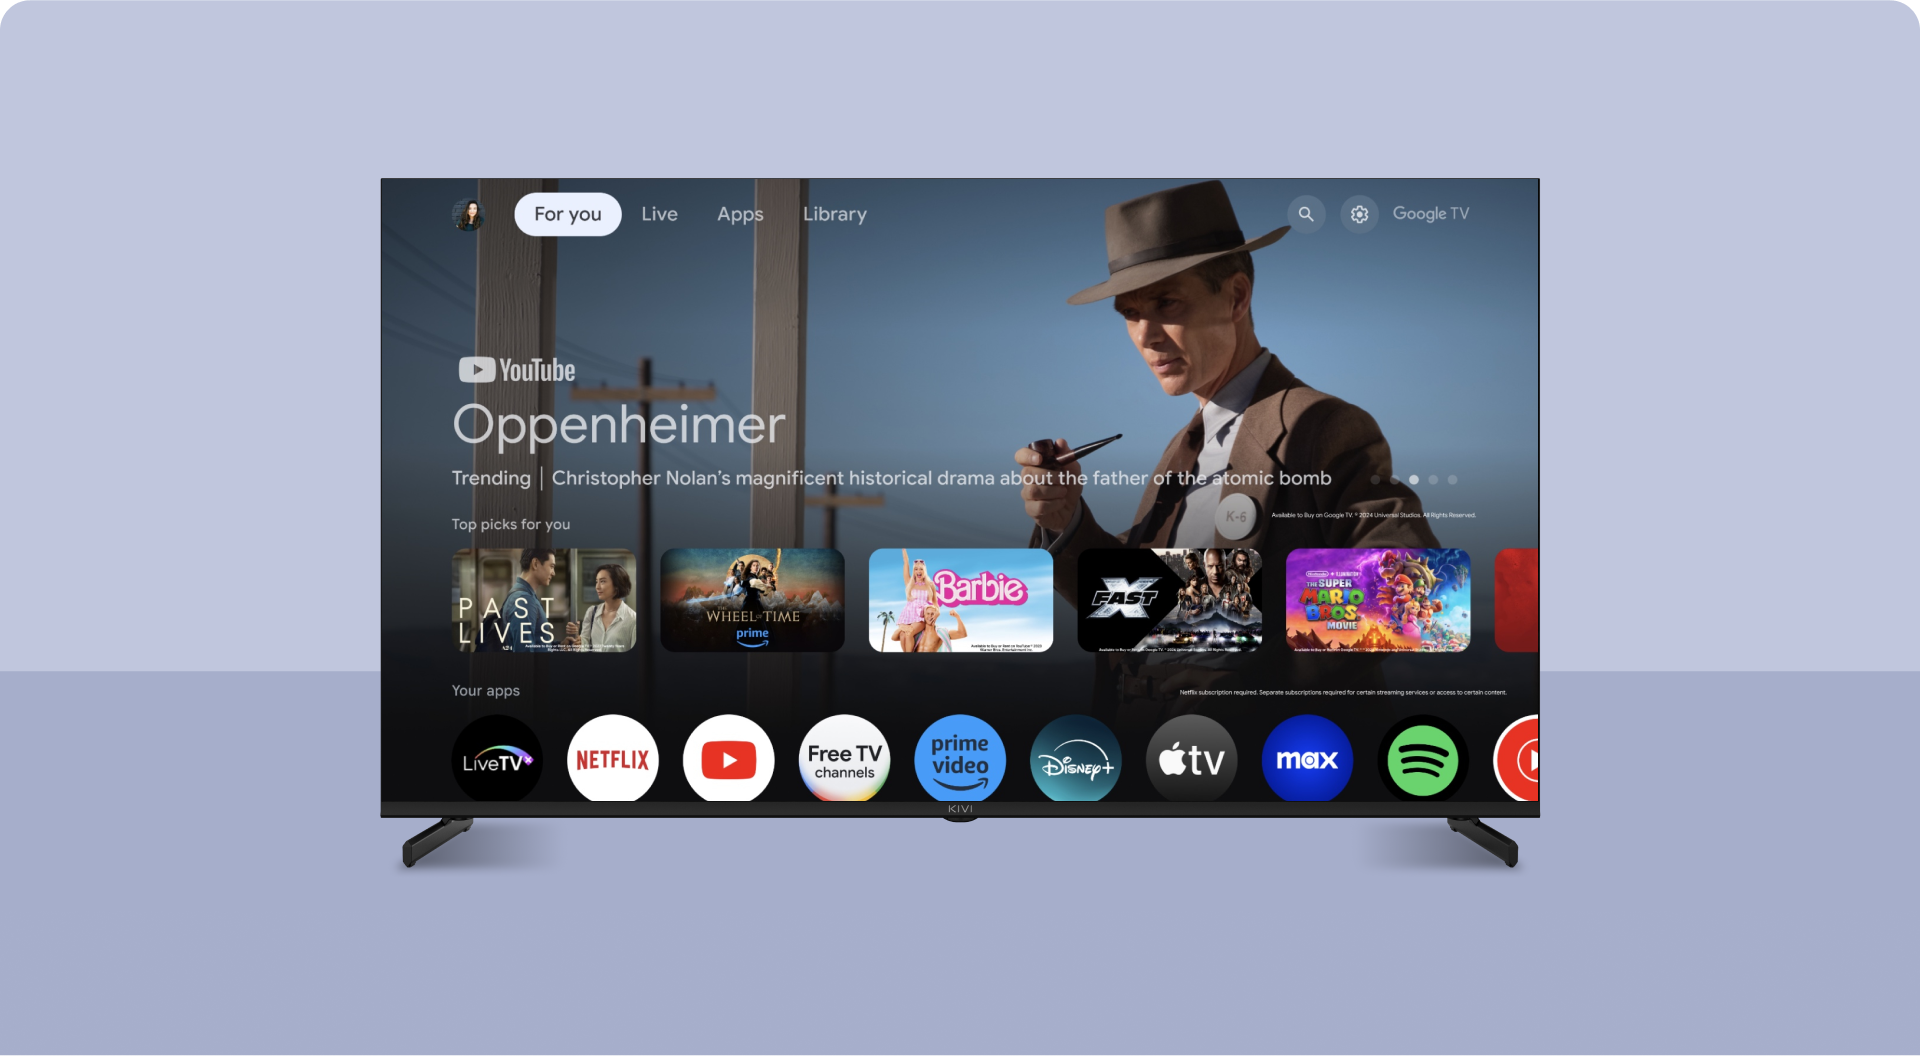 For you
Live
Apps
Library
Google TV
YouTube
Oppenheimer
Trending | Christopher Nolan's magnificent historical drama about the father of the atomic bomb
K-6
Available to Buy on Google TV. © 2024 Universal Studios. All Rights Reserved.
Top picks for you
PAST
LIVES
A24
THE
WHEEL OF TIME
prime
Barbie
FAST
X
Nintendo
ILLUMINATION
THE SUPER
MARIO
BROS.
MOVIE
Your apps
Netflix subscription required. Separate subscriptions required for certain streaming services or access to certain content.
LiveTV
NETFLIX
Free TV
channels
prime
video
Disney+
tv
max
KIVI